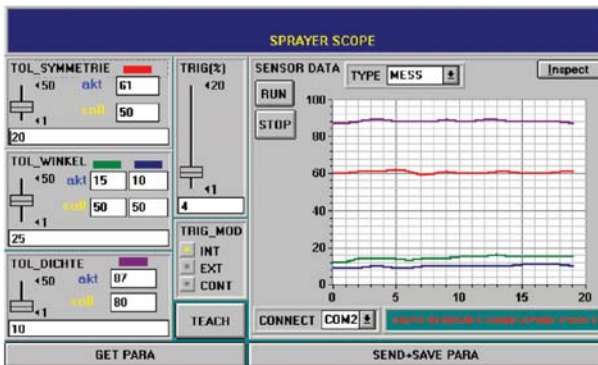 SPRAYER SCOPE
TOL_SYMMETRIE
50
akt 61
soll 50
1
20
TOL_WINKEL
50
akt 15 10
soll 50 50
1
25
TOL_DICHTE
50
akt 87
soll 80
1
10
TRIG(%)
20
1
4
TRIG_MOD
INT
EXT
CONT
TEACH
SENSOR DATA TYPE MESS Inspect
RUN
STOP
100
80
60
40
20
0
0 5 10 15 20
CONNECT COM2
GET PARA
SEND+SAVE PARA